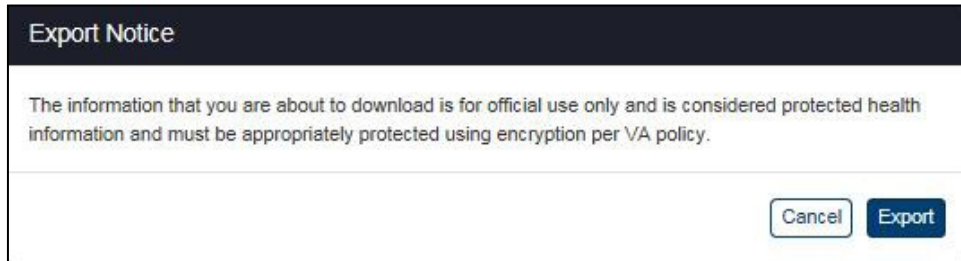 Export Notice
The information that you are about to download is for official use only and is considered protected health
information and must be appropriately protected using encryption per VA policy.
Cancel Export